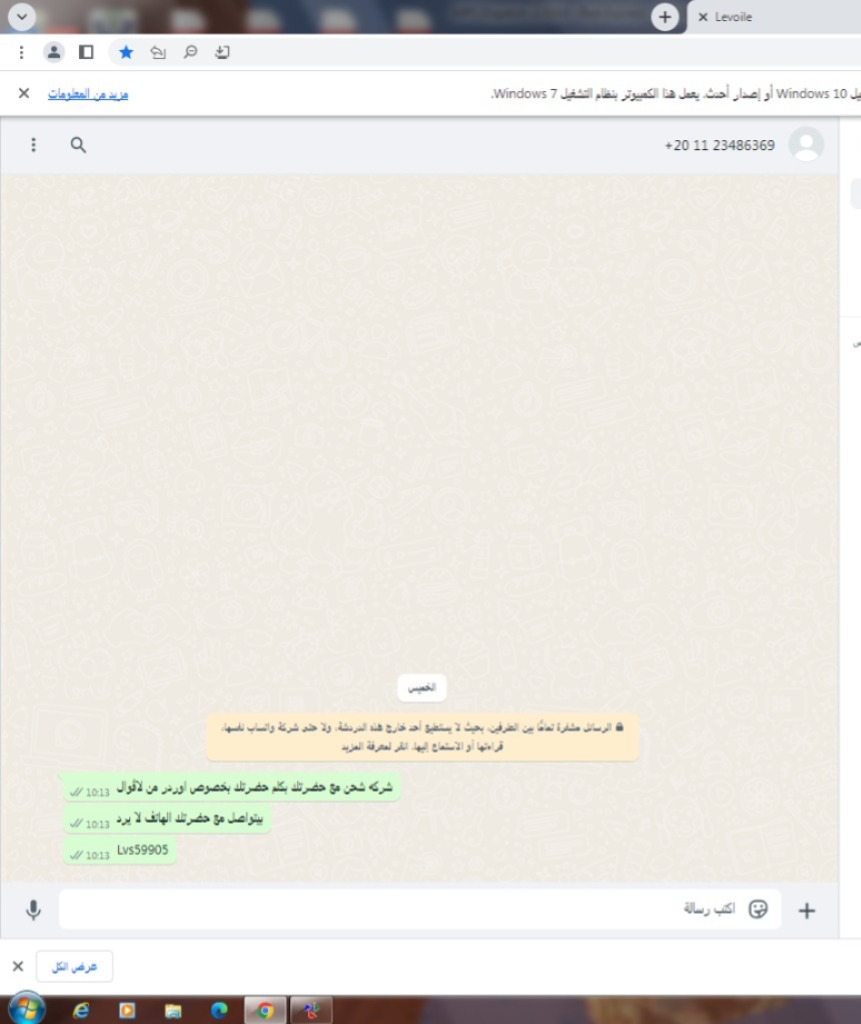 Levoile
يل Windows 10 أو إصدار أحدث. يعمل هذا الكمبيوتر بنظام التشغيل Windows 7.
مزيد من المعلومات
+20 11 23486369
الخميس
الرسائل مشفرة تمامًا بين الطرفين، بحيث لا يستطيع أحد خارج هذه الدردشة، ولا حتى شركة واتساب نفسها،
قراءتها أو الاستماع إليها. انقر لمعرفة المزيد
شركه شحن مع حضرتك بكلم حضرتك بخصوص اوردر من لاڤوال
10:13
بيتواصل مع حضرتك الهاتف لا يرد
10:13
Lvs59905
10:13
اكتب رسالة
عرض الكل